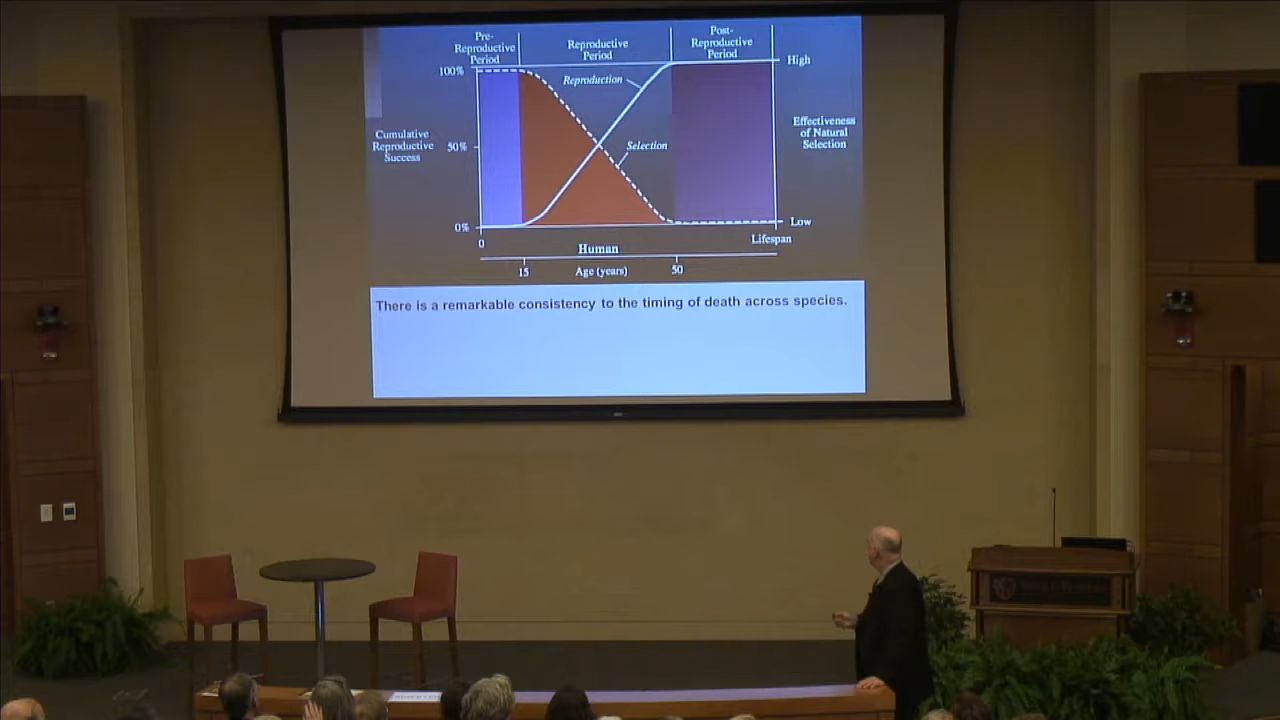 Pre-
Reproductive
Period
Reproductive
Period
Post-
Reproductive
Period
100%
High
Reproduction
Cumulative
Reproductive
Success
50%
Selection
Effectiveness
of Natural
Selection
0%
Low
0
Human
Lifespan
15
Age (years)
50
There is a remarkable consistency to the timing of death across species.